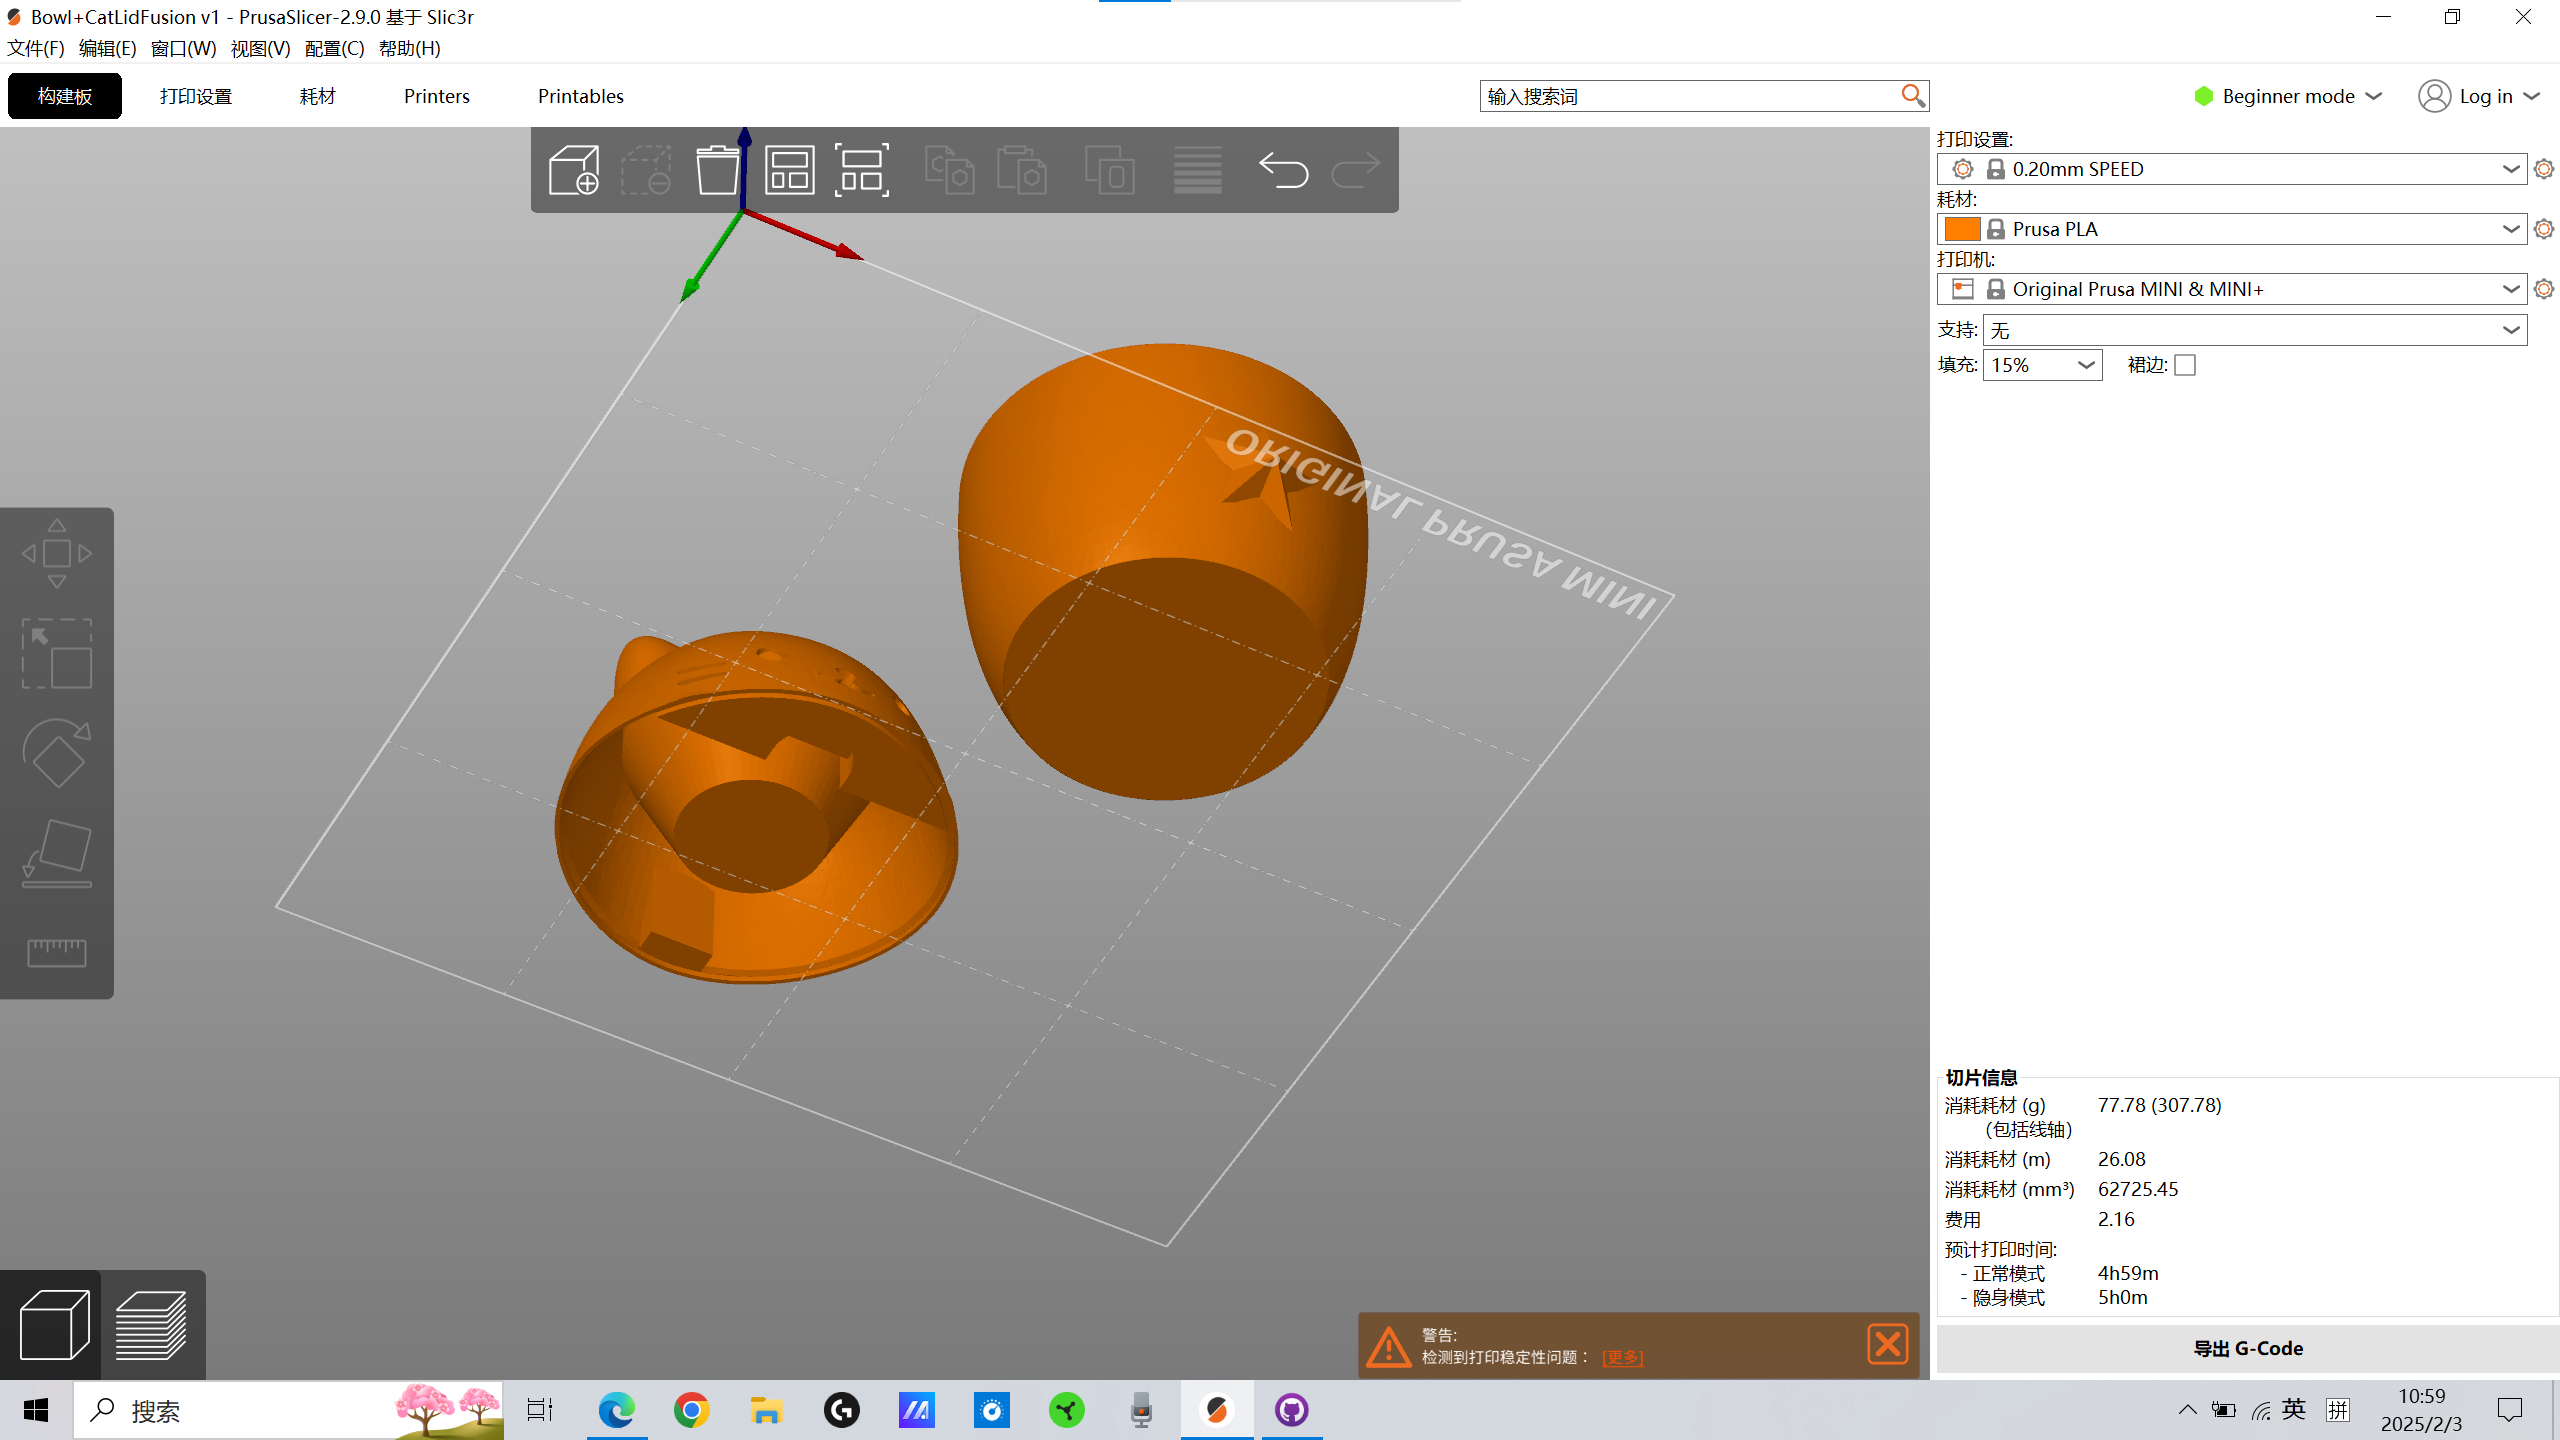 Bowl+CatLidFusion v1 - PrusaSlicer-2.9.0 基于 Slic3r
文件(F) 编辑(E) 窗口(W) 视图(V) 配置(C) 帮助(H)
构建板 打印设置 耗材 Printers Printables 输入搜索词 Beginner mode Log in
打印设置:
0.20mm SPEED
耗材:
Prusa PLA
打印机:
Original Prusa MINI & MINI+
支持: 无
填充: 15% 裙边:
ORIGINAL PRUSA MINI
切片信息
消耗耗材 (g) 77.78 (307.78)
(包括线轴)
消耗耗材 (m) 26.08
消耗耗材 (mm³) 62725.45
费用 2.16
预计打印时间:
- 正常模式 4h59m
- 隐身模式 5h0m
警告:
检测到打印稳定性问题： [更多]
导出 G-Code
搜索
英 拼
10:59
2025/2/3